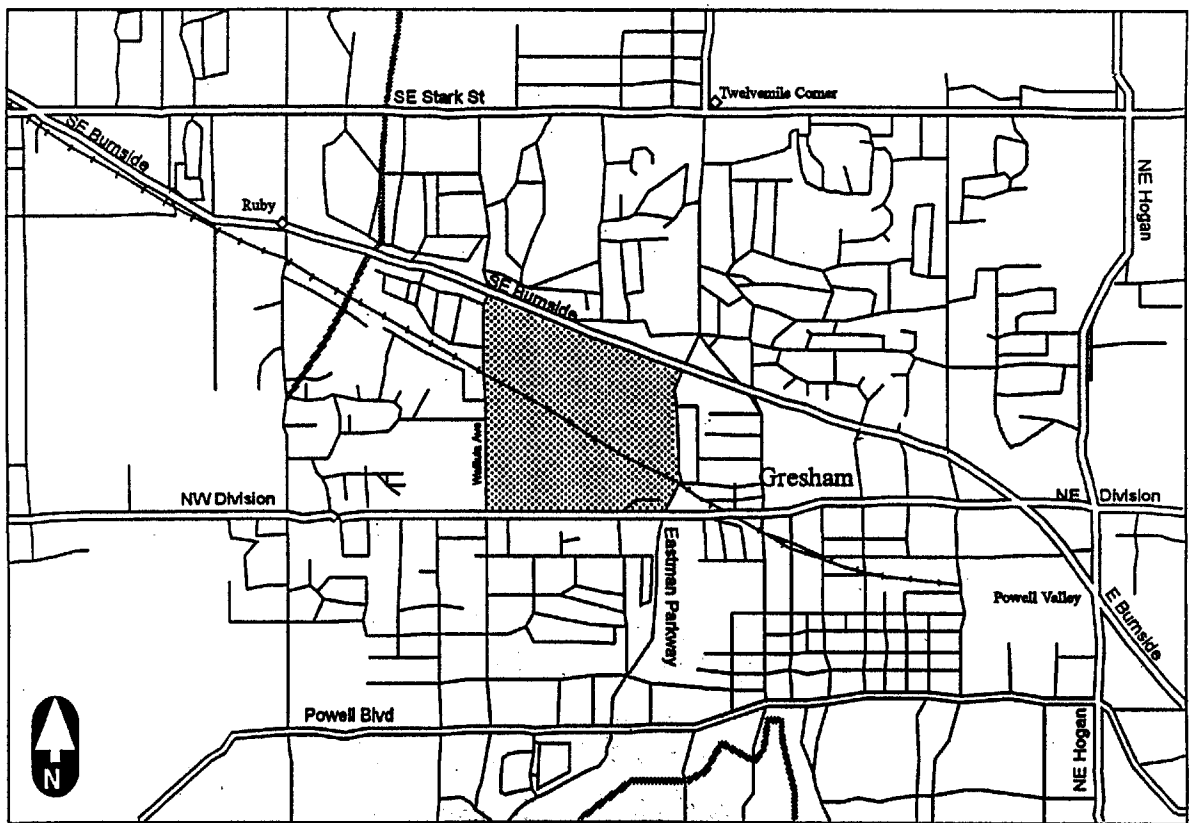 SE Stark St
Twelvemile Corner
SE Burnside
NE Hogan
Ruby
SE Burnside
Wallula Ave
Gresham
NW Division
NE Division
Eastman Parkway
Powell Valley
E Burnside
Powell Blvd
NE Hogan
N